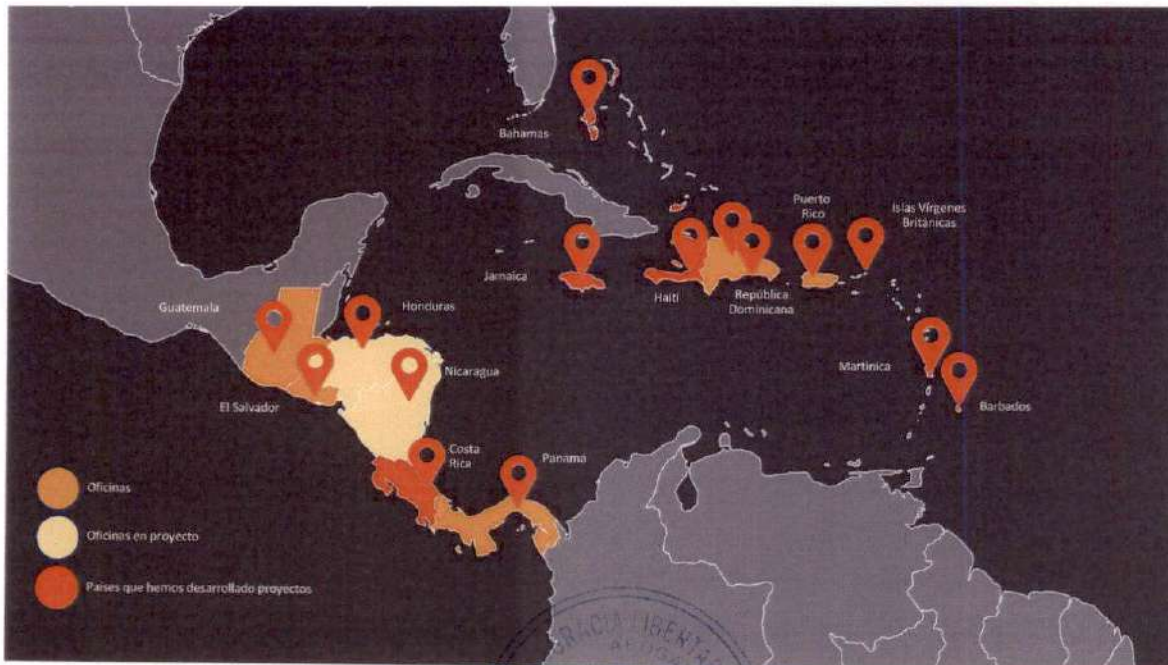 Bahamas
Puerto
Rico
Islas Vírgenes
Británicas
Jamaica
Haití
República
Dominicana
Guatemala
Honduras
Nicaragua
Martinica
El Salvador
Barbados
Costa
Rica
Panama
Oficinas
Oficinas en proyecto
Países que hemos desarrollado proyectos